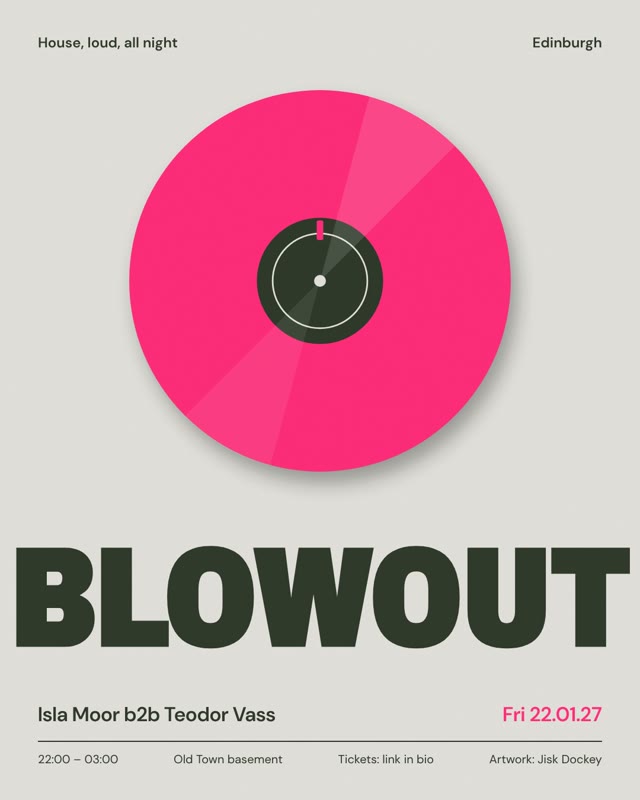 House, loud, all night
Edinburgh
BLOWOUT
Isla Moor b2b Teodor Vass
Fri 22.01.27
22:00 – 03:00
Old Town basement
Tickets: link in bio
Artwork: Jisk Dockey